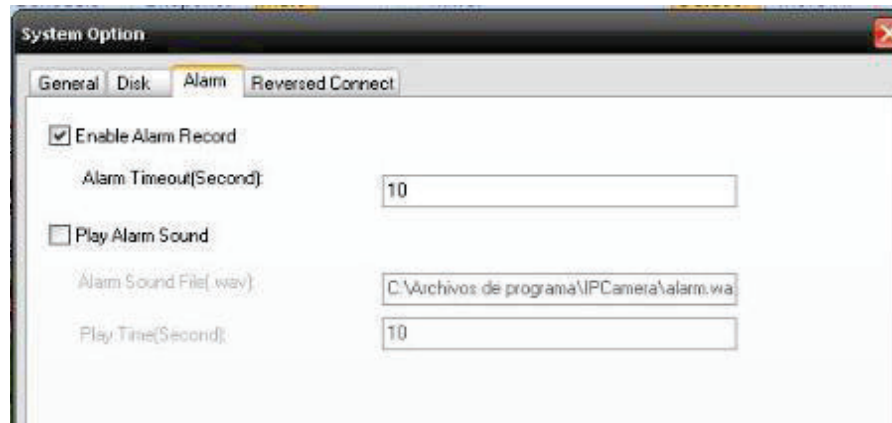 System Option
General Disk Alarm Reversed Connect
Enable Alarm Record
Alarm Timeout(Second):
10
Play Alarm Sound
Alarm Sound File(.wav):
C:\Archivos de programa\IPCamera\alarm.wa
Play Time(Second):
10